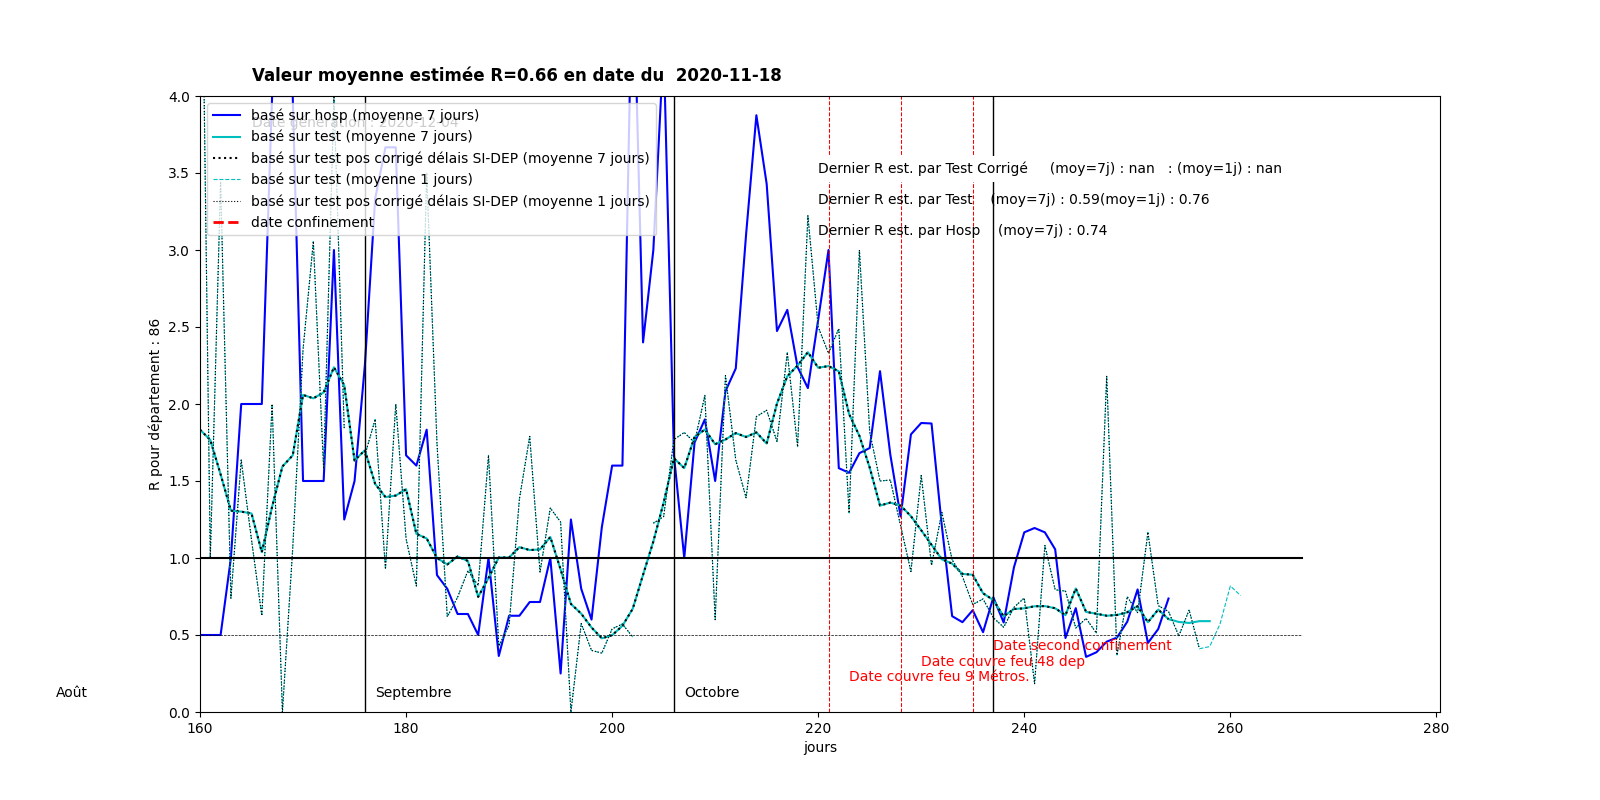 Valeur moyenne estimée R=0.66 en date du  2020-11-18
Date génération : 2020-12-04
basé sur hosp (moyenne 7 jours)
basé sur test (moyenne 7 jours)
basé sur test pos corrigé délais SI-DEP (moyenne 7 jours)
basé sur test (moyenne 1 jours)
basé sur test pos corrigé délais SI-DEP (moyenne 1 jours)
date confinement
Dernier R est. par Test Corrigé (moy=7j) : nan : (moy=1j) : nan
Dernier R est. par Test (moy=7j) : 0.59(moy=1j) : 0.76
Dernier R est. par Hosp (moy=7j) : 0.74
R pour département : 86
4.0
3.5
3.0
2.5
2.0
1.5
1.0
0.5
0.0
Date second confinement
Date couvre feu 48 dep
Date couvre feu 9 Métros.
Août
Septembre
Octobre
160 180 200 220 240 260 280
jours